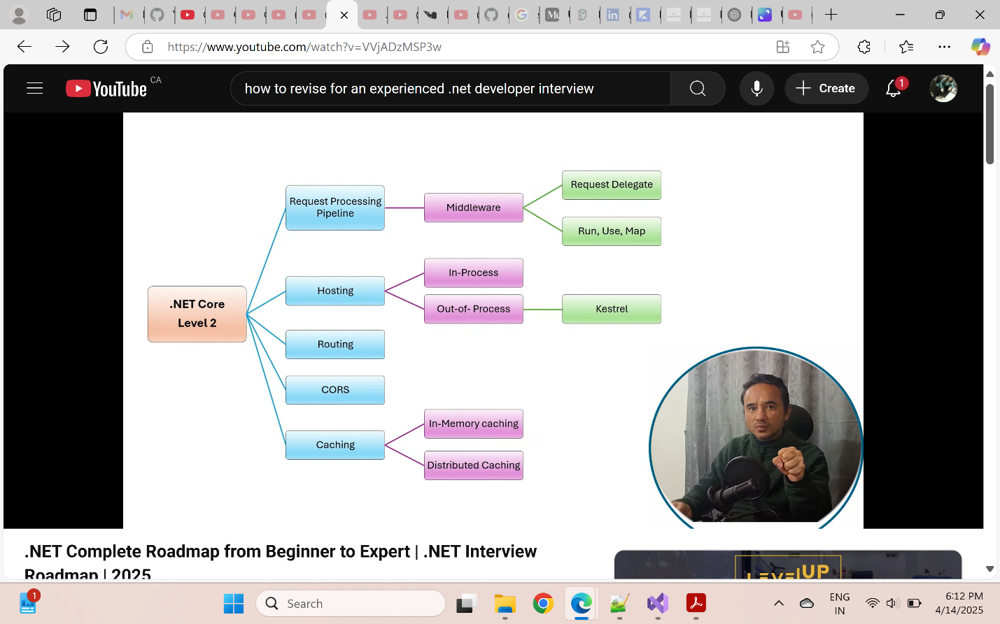 https://www.youtube.com/watch?v=VVjADzMSP3w
YouTube CA
how to revise for an experienced .net developer interview
Create
1
Request Processing
Pipeline
Middleware
Request Delegate
Run, Use, Map
.NET Core
Level 2
Hosting
In-Process
Out-of- Process
Kestrel
Routing
CORS
Caching
In-Memory caching
Distributed Caching
.NET Complete Roadmap from Beginner to Expert | .NET Interview
Roadmap | 2025
LEVELUP
1
Search
ENG
IN
6:12 PM
4/14/2025